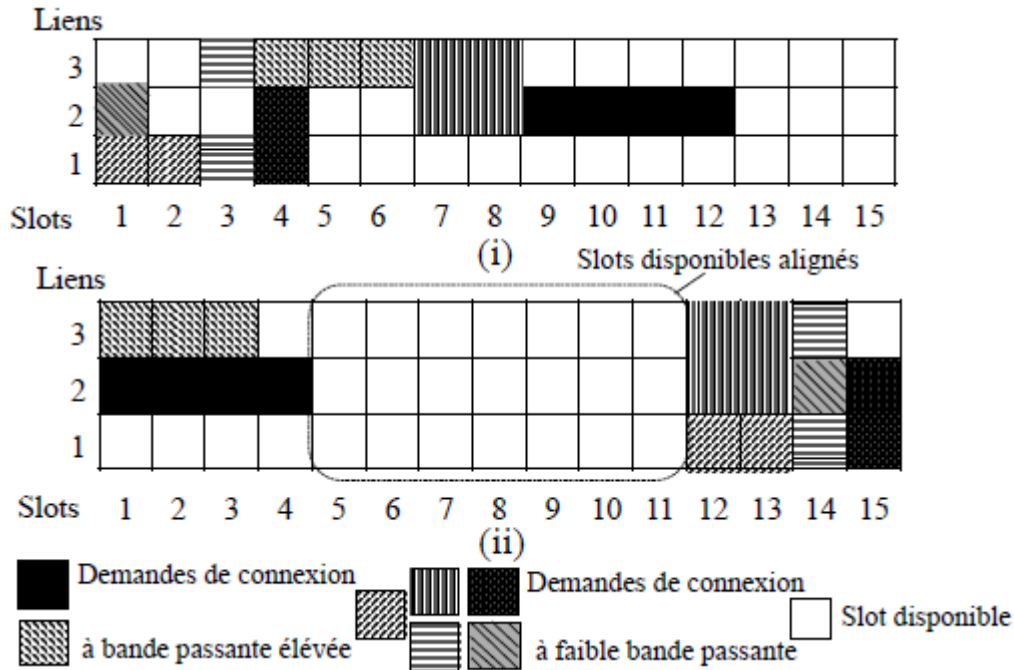 Liens
3
2
1
Slots 1 2 3 4 5 6 7 8 9 10 11 12 13 14 15
(i)
Slots disponibles alignés
Liens
3
2
1
Slots 1 2 3 4 5 6 7 8 9 10 11 12 13 14 15
(ii)
Demandes de connexion
à bande passante élévée
Demandes de connexion
à faible bande passante
Slot disponible